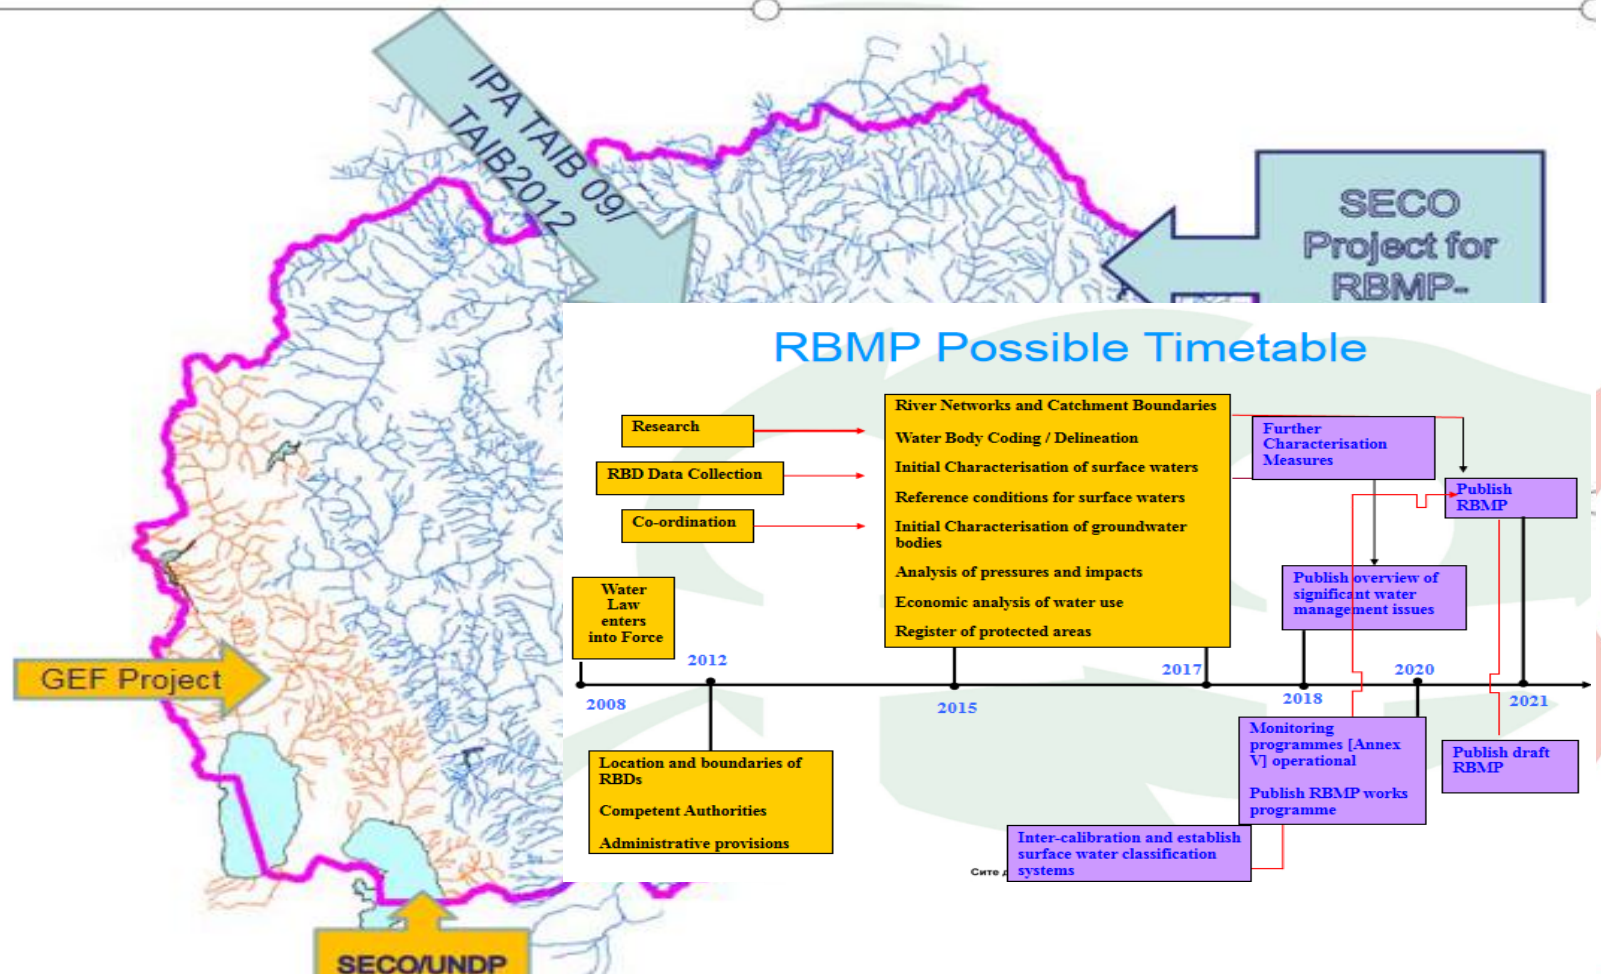 IPA TAIB 09/
TAIB2012
SECO
Project for
RBMP-
GEF Project
SECO/UNDP
RBMP Possible Timetable
Research
RBD Data Collection
Co-ordination
Water
Law
enters
into Force
River Networks and Catchment Boundaries
Water Body Coding / Delineation
Initial Characterisation of surface waters
Reference conditions for surface waters
Initial Characterisation of groundwater
bodies
Analysis of pressures and impacts
Economic analysis of water use
Register of protected areas
Further
Characterisation
Measures
Publish
RBMP
Publish overview of
significant water
management issues
2008
2012
2015
2017
2018
2020
2021
Location and boundaries of
RBDs
Competent Authorities
Administrative provisions
Monitoring
programmes [Annex
V] operational
Publish RBMP works
programme
Publish draft
RBMP
Inter-calibration and establish
surface water classification
systems
Сите